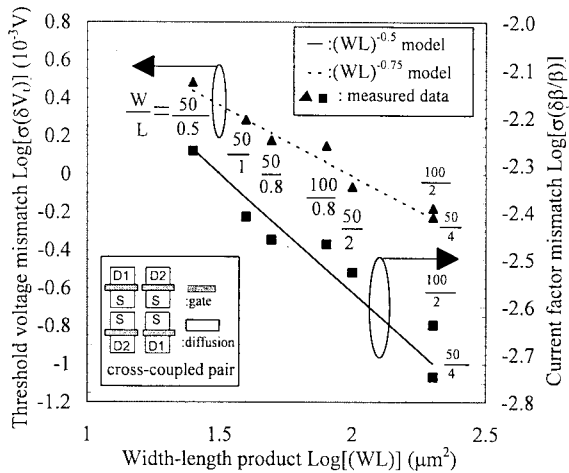 Threshold voltage mismatch Log[σ(δVt)] (10-3V)
0.8
0.6
0.4
0.2
0
-0.2
-0.4
-0.6
-0.8
-1
-1.2
-2.0
-2.1
-2.2
-2.3
-2.4
-2.5
-2.6
-2.7
-2.8
Current factor mismatch Log[σ(δβ/β)]
—:(WL)-0.5 model
- - -:(WL)-0.75 model
▲ ■ : measured data
W/L = 50/0.5
50/1
50/0.8
100/0.8
50/2
100/2
50/4
100/2
50/4
D1 D2
S S
S S
D2 D1
:gate
:diffusion
cross-coupled pair
1 1.5 2 2.5
Width-length product Log[(WL)] (μm2)